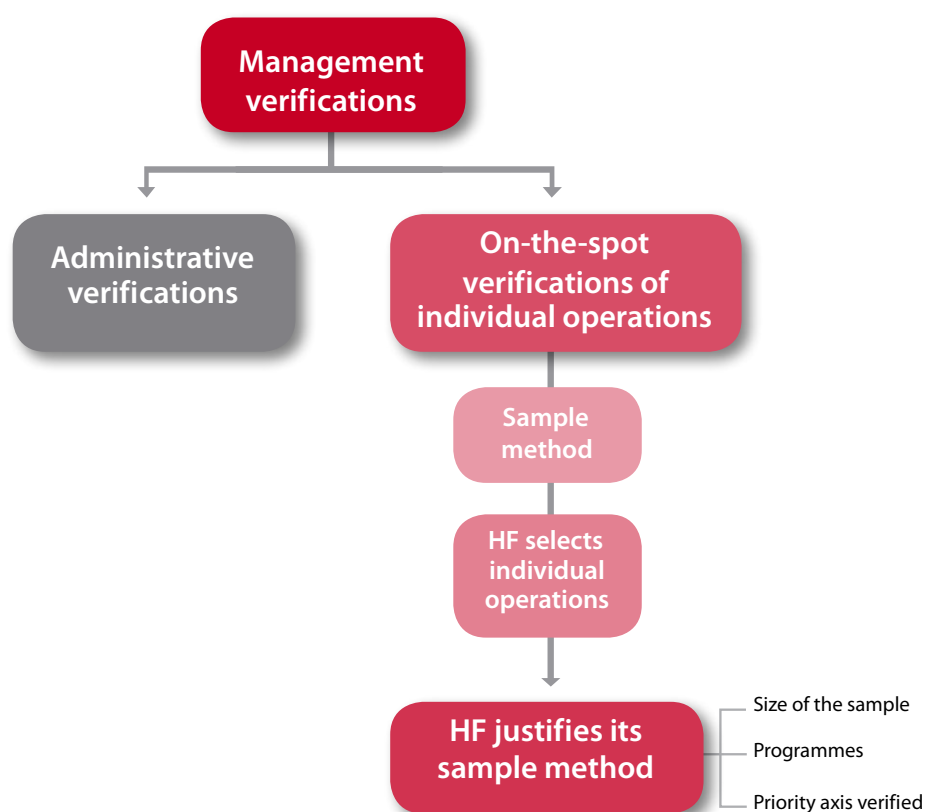 Management
verifications
Administrative
verifications
On-the-spot
verifications of
individual operations
Sample
method
HF selects
individual
operations
HF justifies its
sample method
Size of the sample
Programmes
Priority axis verified